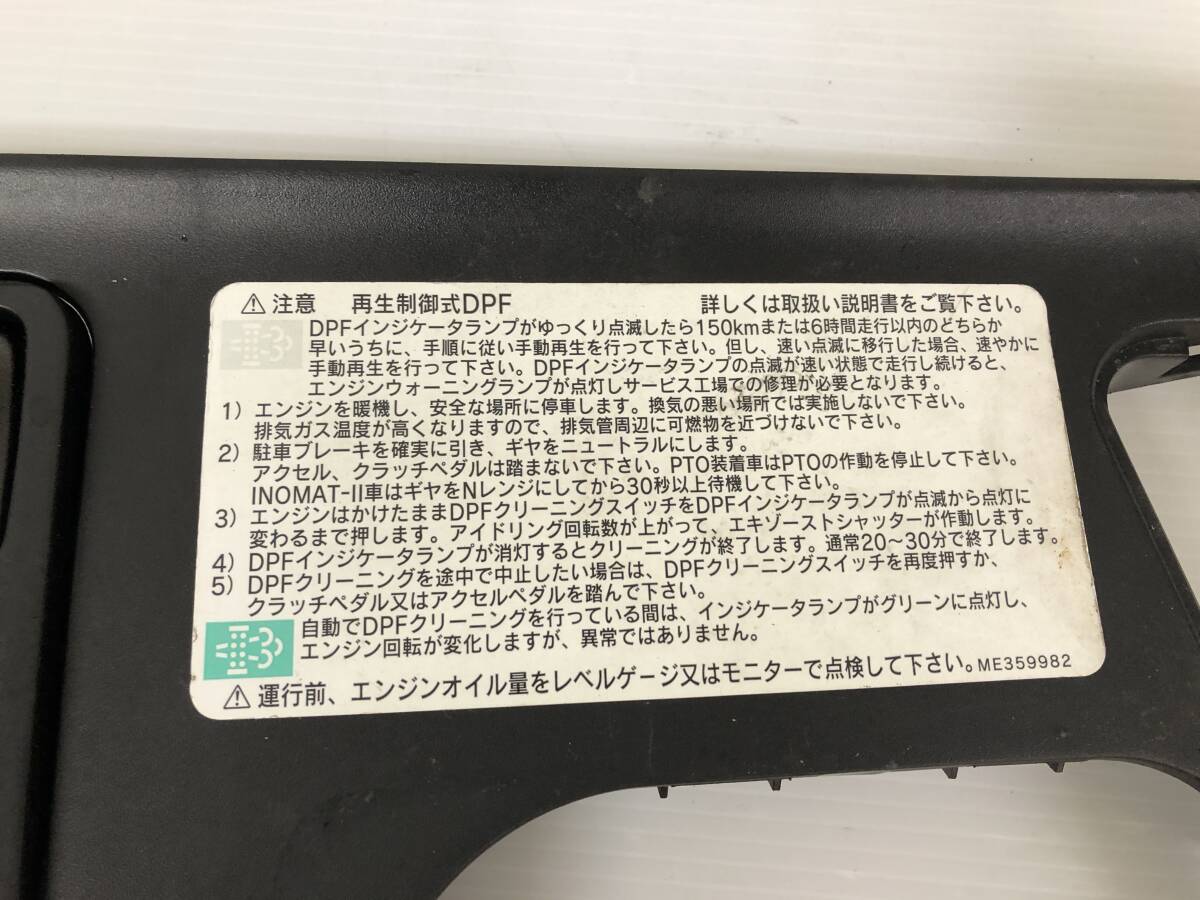 ⚠ 注意 再生制御式DPF 詳しくは取扱い説明書をご覧下さい。
DPFインジケータランプがゆっくり点滅したら150kmまたは6時間走行以内のどちらか
早いうちに、手順に従い手動再生を行って下さい。但し、速い点滅に移行した場合、速やかに
手動再生を行って下さい。DPFインジケータランプの点滅が速い状態で走行し続けると、
エンジンウォーニングランプが点灯しサービス工場での修理が必要となります。
1) エンジンを暖機し、安全な場所に停車します。換気の悪い場所では実施しないで下さい。
排気ガス温度が高くなりますので、排気管周辺に可燃物を近づけないで下さい。
2) 駐車ブレーキを確実に引き、ギヤをニュートラルにします。
アクセル、クラッチペダルは踏まないで下さい。PTO装着車はPTOの作動を停止して下さい。
INOMAT-II車はギヤをNレンジにしてから30秒以上待機して下さい。
3) エンジンはかけたままDPFクリーニングスイッチをDPFインジケータランプが点滅から点灯に
変わるまで押します。アイドリング回転数が上がって、エキゾーストシャッターが作動します。
4) DPFインジケータランプが消灯するとクリーニングが終了します。通常20～30分で終了します。
5) DPFクリーニングを途中で中止したい場合は、DPFクリーニングスイッチを再度押すか、
クラッチペダル又はアクセルペダルを踏んで下さい。
自動でDPFクリーニングを行っている間は、インジケータランプがグリーンに点灯し、
エンジン回転が変化しますが、異常ではありません。
⚠ 運行前、エンジンオイル量をレベルゲージ又はモニターで点検して下さい。ME359982